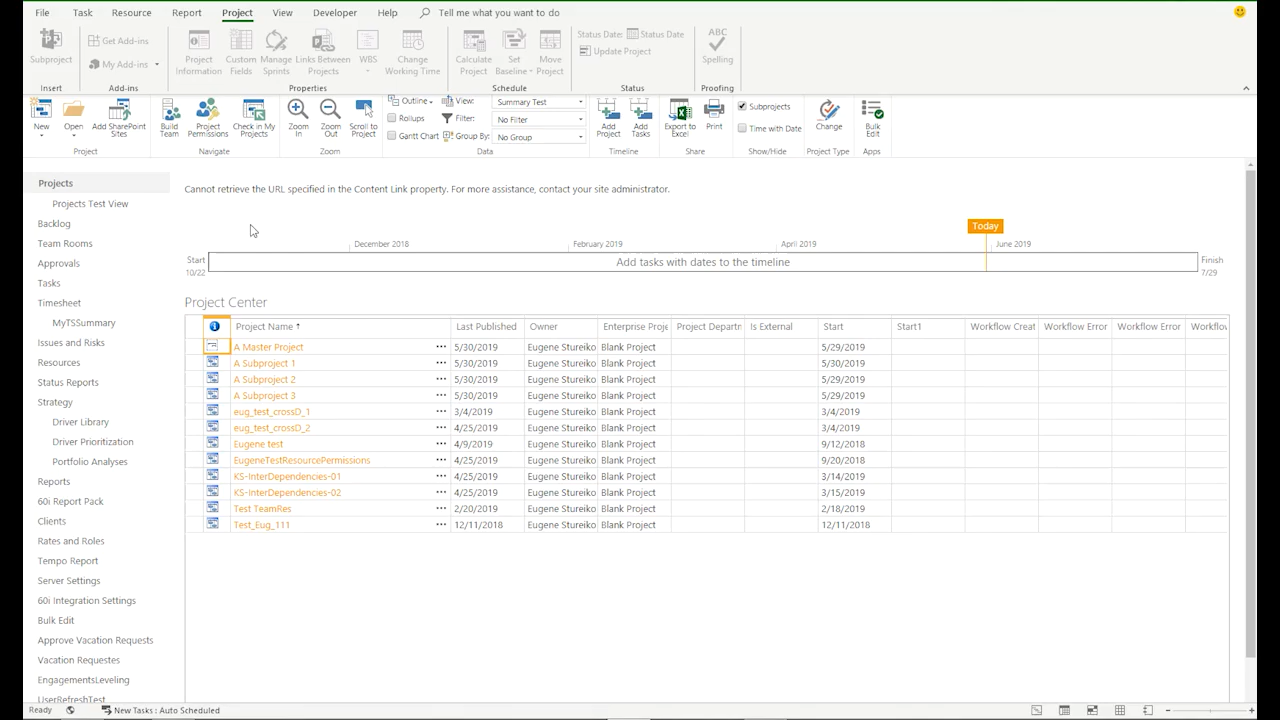 File Task Resource Report Project View Developer Help Tell me what you want to do
Subproject
Get Add-ins
My Add-ins
Project Information
Custom Fields
Manage Sprints
Links Between Projects
WBS
Change Working Time
Calculate Project
Set Baseline
Move Project
Status Date: Status Date
Update Project
ABC
Spelling
Insert Add-ins Properties Schedule Status Proofing
New
Open
Add SharePoint Sites
Build Team
Project Permissions
Check in My Projects
Zoom In
Zoom Out
Scroll to Project
Outline
Rollups
Gantt Chart
View: Summary Test
Filter: No Filter
Group By: No Group
Add Project
Add Tasks
Export to Excel
Print
Subprojects
Time with Date
Change
Bulk Edit
Project Navigate Zoom Data Timeline Share Show/Hide Project Type Apps
Projects
Projects Test View
Backlog
Team Rooms
Approvals
Tasks
Timesheet
MyTSSummary
Issues and Risks
Resources
Status Reports
Strategy
Driver Library
Driver Prioritization
Portfolio Analyses
Reports
60i Report Pack
Clients
Rates and Roles
Tempo Report
Server Settings
60i Integration Settings
Bulk Edit
Approve Vacation Requests
Vacation Requestes
EngagementsLeveling
UserRefreshTest
Cannot retrieve the URL specified in the Content Link property. For more assistance, contact your site administrator.
Today
December 2018 February 2019 April 2019 June 2019
Start
10/22
Add tasks with dates to the timeline
Finish
7/29
Project Center
Project Name Last Published Owner Enterprise Proje Project Departm Is External Start Start1 Workflow Creat Workflow Error Workflow Error Workflov
A Master Project ... 5/30/2019 Eugene Stureiko Blank Project 5/29/2019
A Subproject 1 ... 5/30/2019 Eugene Stureiko Blank Project 5/30/2019
A Subproject 2 ... 5/30/2019 Eugene Stureiko Blank Project 5/29/2019
A Subproject 3 ... 5/30/2019 Eugene Stureiko Blank Project 5/29/2019
eug_test_crossD_1 ... 3/4/2019 Eugene Stureiko Blank Project 3/4/2019
eug_test_crossD_2 ... 4/25/2019 Eugene Stureiko Blank Project 3/4/2019
Eugene test ... 4/9/2019 Eugene Stureiko Blank Project 9/12/2018
EugeneTestResourcePermissions ... 4/25/2019 Eugene Stureiko Blank Project 9/20/2018
KS-InterDependencies-01 ... 4/25/2019 Eugene Stureiko Blank Project 3/14/2019
KS-InterDependencies-02 ... 4/25/2019 Eugene Stureiko Blank Project 3/15/2019
Test TeamRes ... 2/20/2019 Eugene Stureiko Blank Project 2/18/2019
Test_Eug_111 ... 12/11/2018 Eugene Stureiko Blank Project 12/11/2018
Ready New Tasks : Auto Scheduled